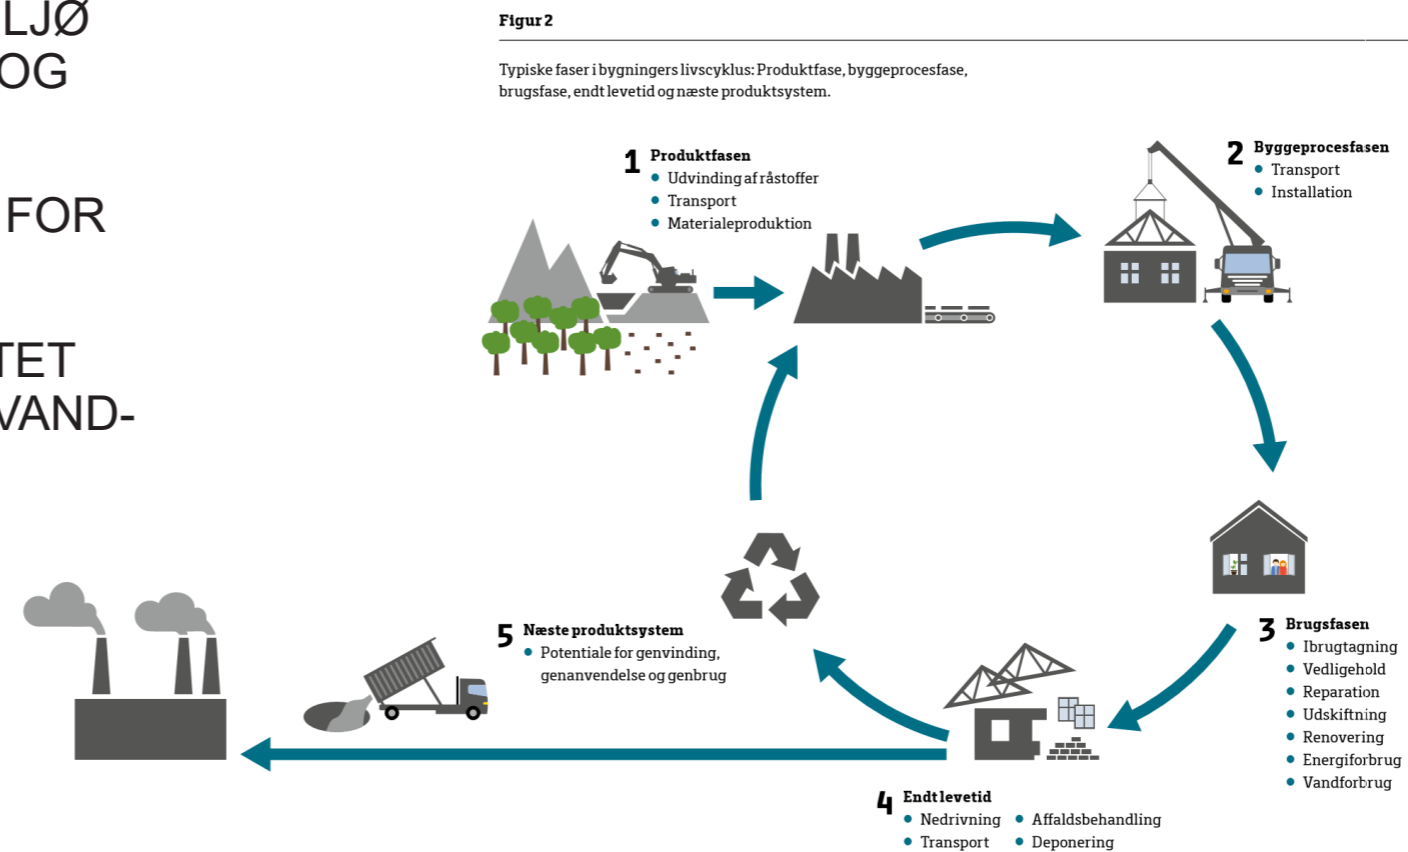 LJØ
OG
FOR
TET
VAND-
Figur 2
Typiske faser i bygningers livscyklus: Produktfase, byggeprocesfase,
brugsfase, endt levetid og næste produktsystem.
1 Produktfasen
• Udvinding af råstoffer
• Transport
• Materialeproduktion
2 Byggeprocesfasen
• Transport
• Installation
3 Brugsfasen
• Ibrugtagning
• Vedligehold
• Reparation
• Udskiftning
• Renovering
• Energiforbrug
• Vandforbrug
4 Endt levetid
• Nedrivning • Affaldsbehandling
• Transport • Deponering
5 Næste produktsystem
• Potentiale for genvinding,
genanvendelse og genbrug